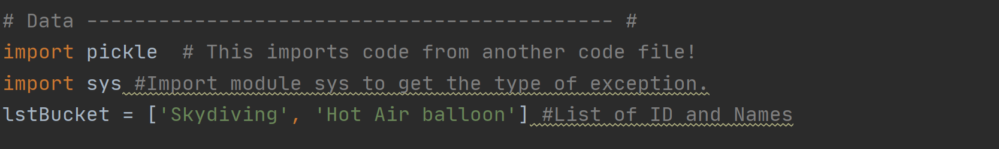 # Data -------------------------------------------- #
import pickle  # This imports code from another code file!
import sys #Import module sys to get the type of exception.
lstBucket = ['Skydiving', 'Hot Air balloon'] #List of ID and Names